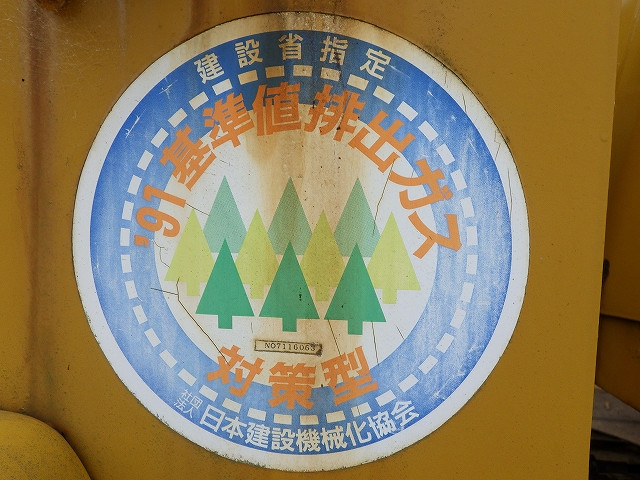 建設省指定
'91基準値排出ガス
NO7116063
対策型
社団法人 日本建設機械化協会